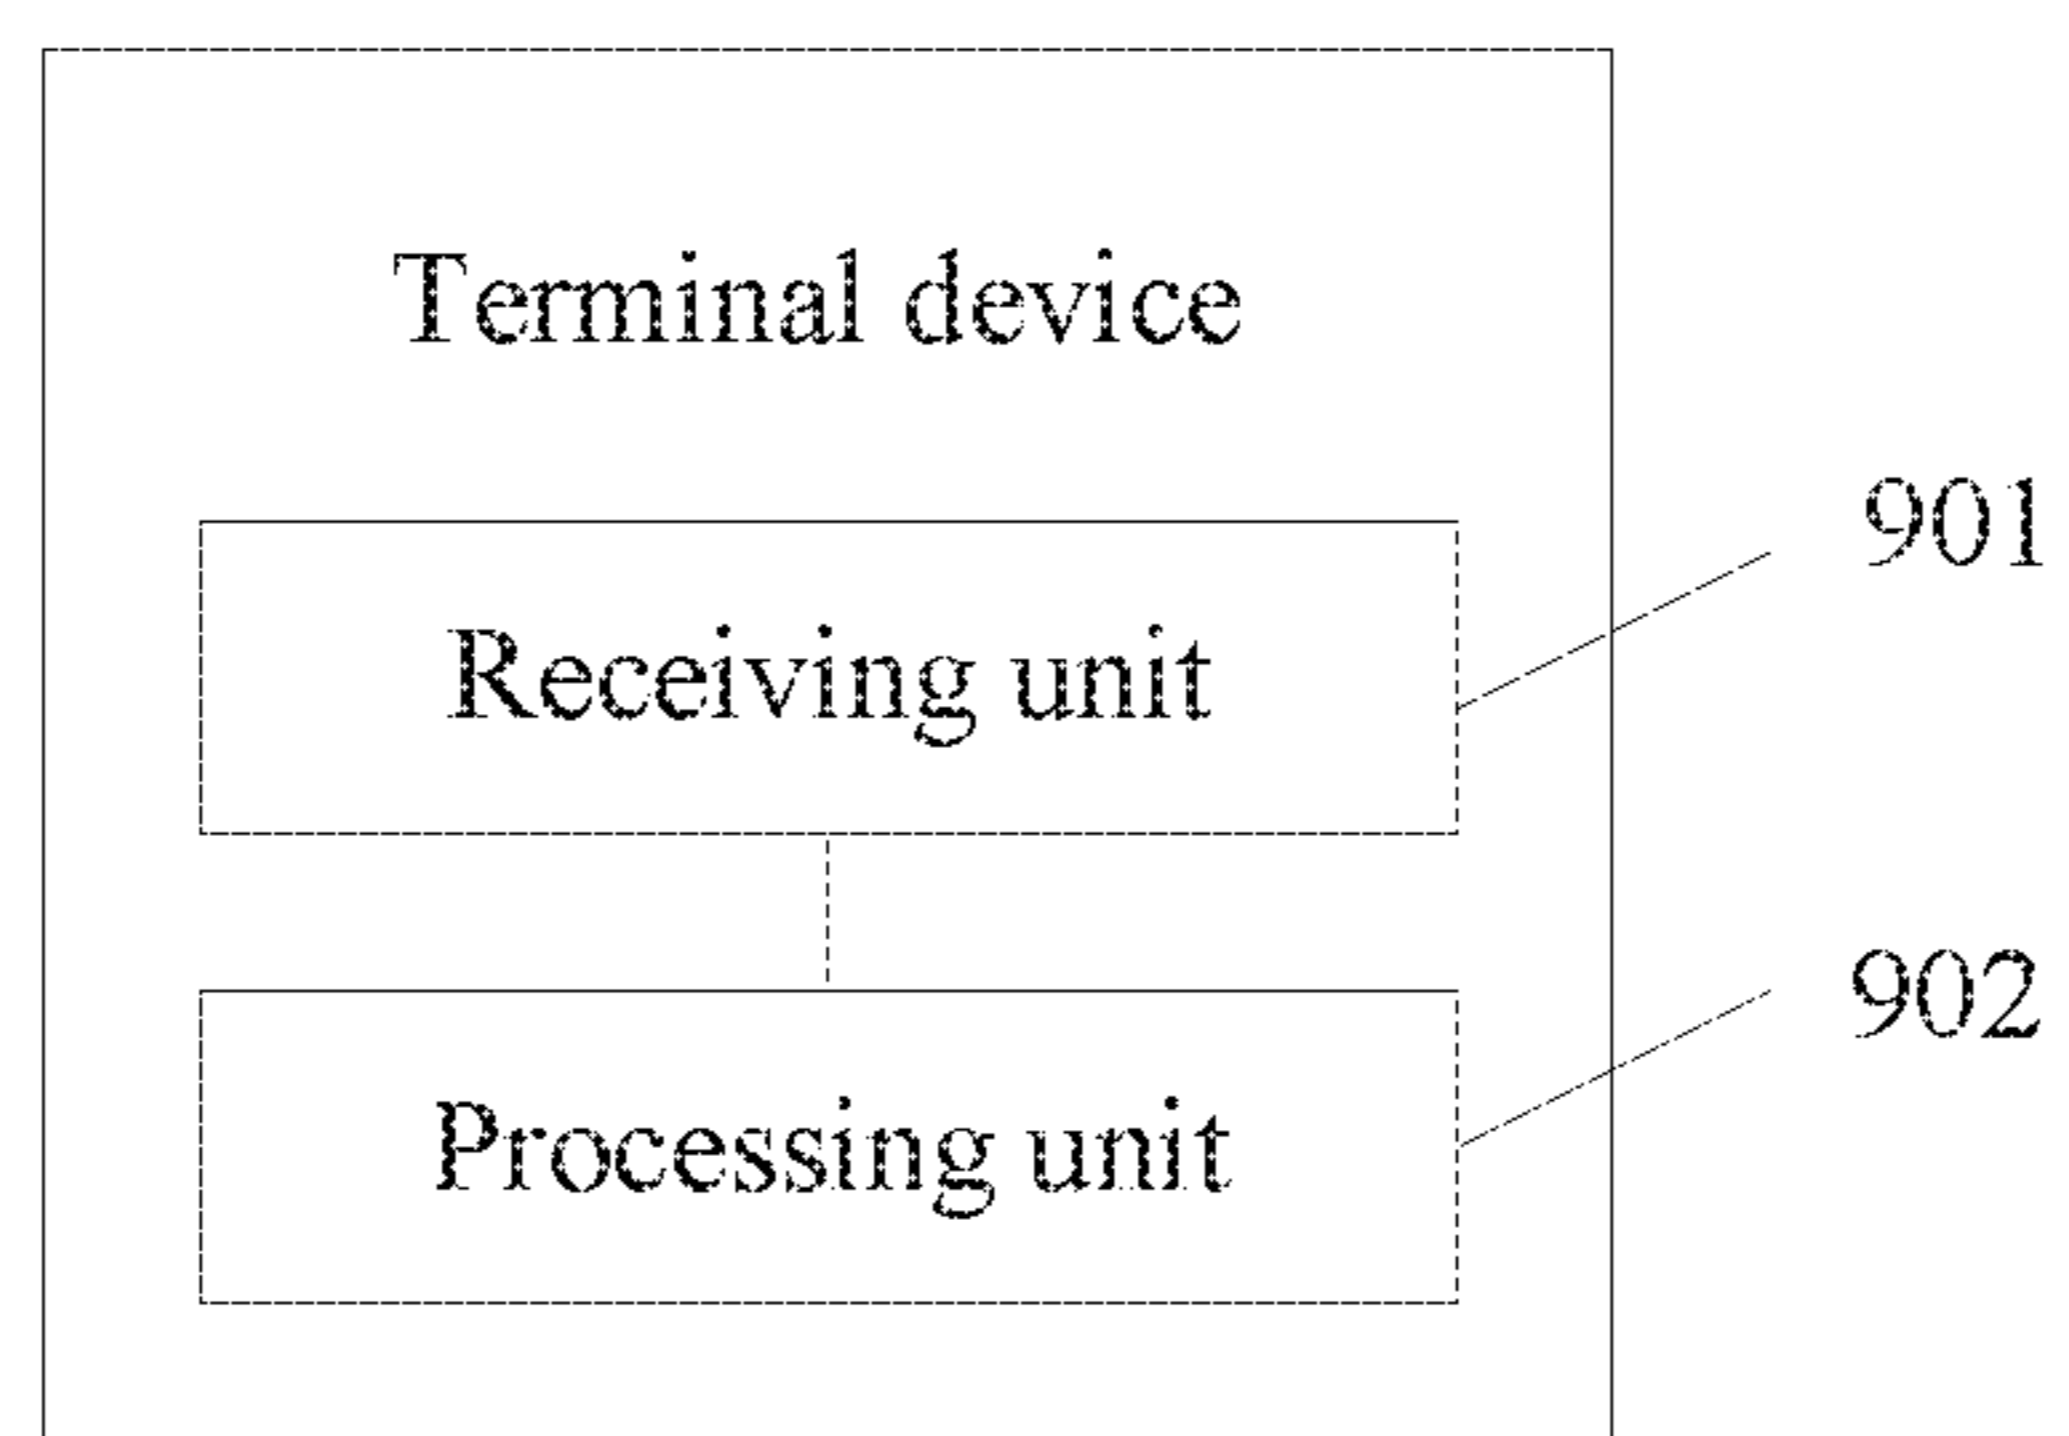 Terminal device
901
Receiving unit
902
Processing unit